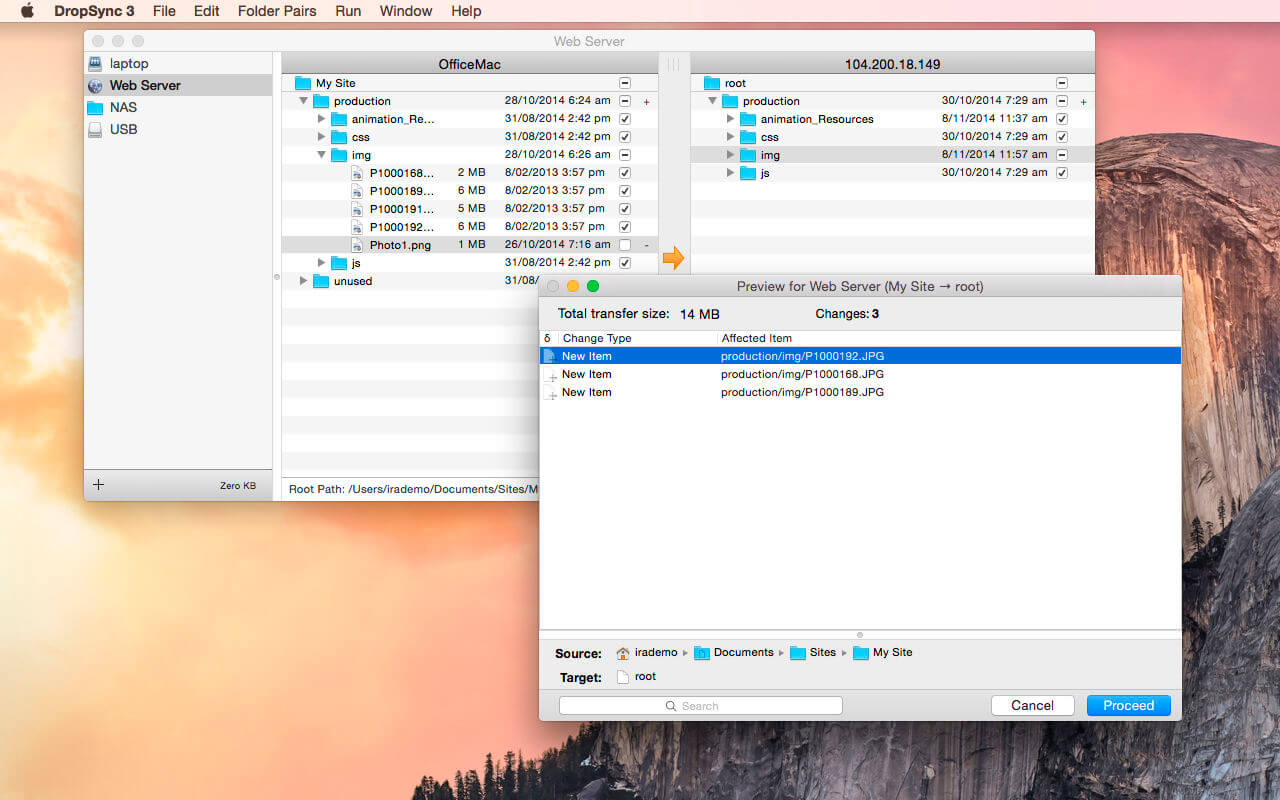 DropSync 3 File Edit Folder Pairs Run Window Help
Web Server
laptop
Web Server
NAS
USB
+ Zero KB
OfficeMac
My Site
production 28/10/2014 6:24 am +
animation_Re... 31/08/2014 2:42 pm
css 31/08/2014 2:42 pm
img 28/10/2014 6:26 am
P1000168... 2 MB 8/02/2013 3:57 pm
P1000189... 6 MB 8/02/2013 3:57 pm
P1000191... 5 MB 8/02/2013 3:57 pm
P1000192... 6 MB 8/02/2013 3:57 pm
Photo1.png 1 MB 26/10/2014 7:16 am -
js 31/08/2014 2:42 pm
unused 31/08/
Root Path: /Users/irademo/Documents/Sites/M
104.200.18.149
root
production 30/10/2014 7:29 am +
animation_Resources 8/11/2014 11:37 am
css 30/10/2014 7:29 am
img 8/11/2014 11:57 am
js 30/10/2014 7:29 am
Preview for Web Server (My Site → root)
Total transfer size: 14 MB Changes: 3
δ Change Type Affected Item
New Item production/img/P1000192.JPG
New Item production/img/P1000168.JPG
New Item production/img/P1000189.JPG
Source: irademo ▸ Documents ▸ Sites ▸ My Site
Target: root
Search Cancel Proceed